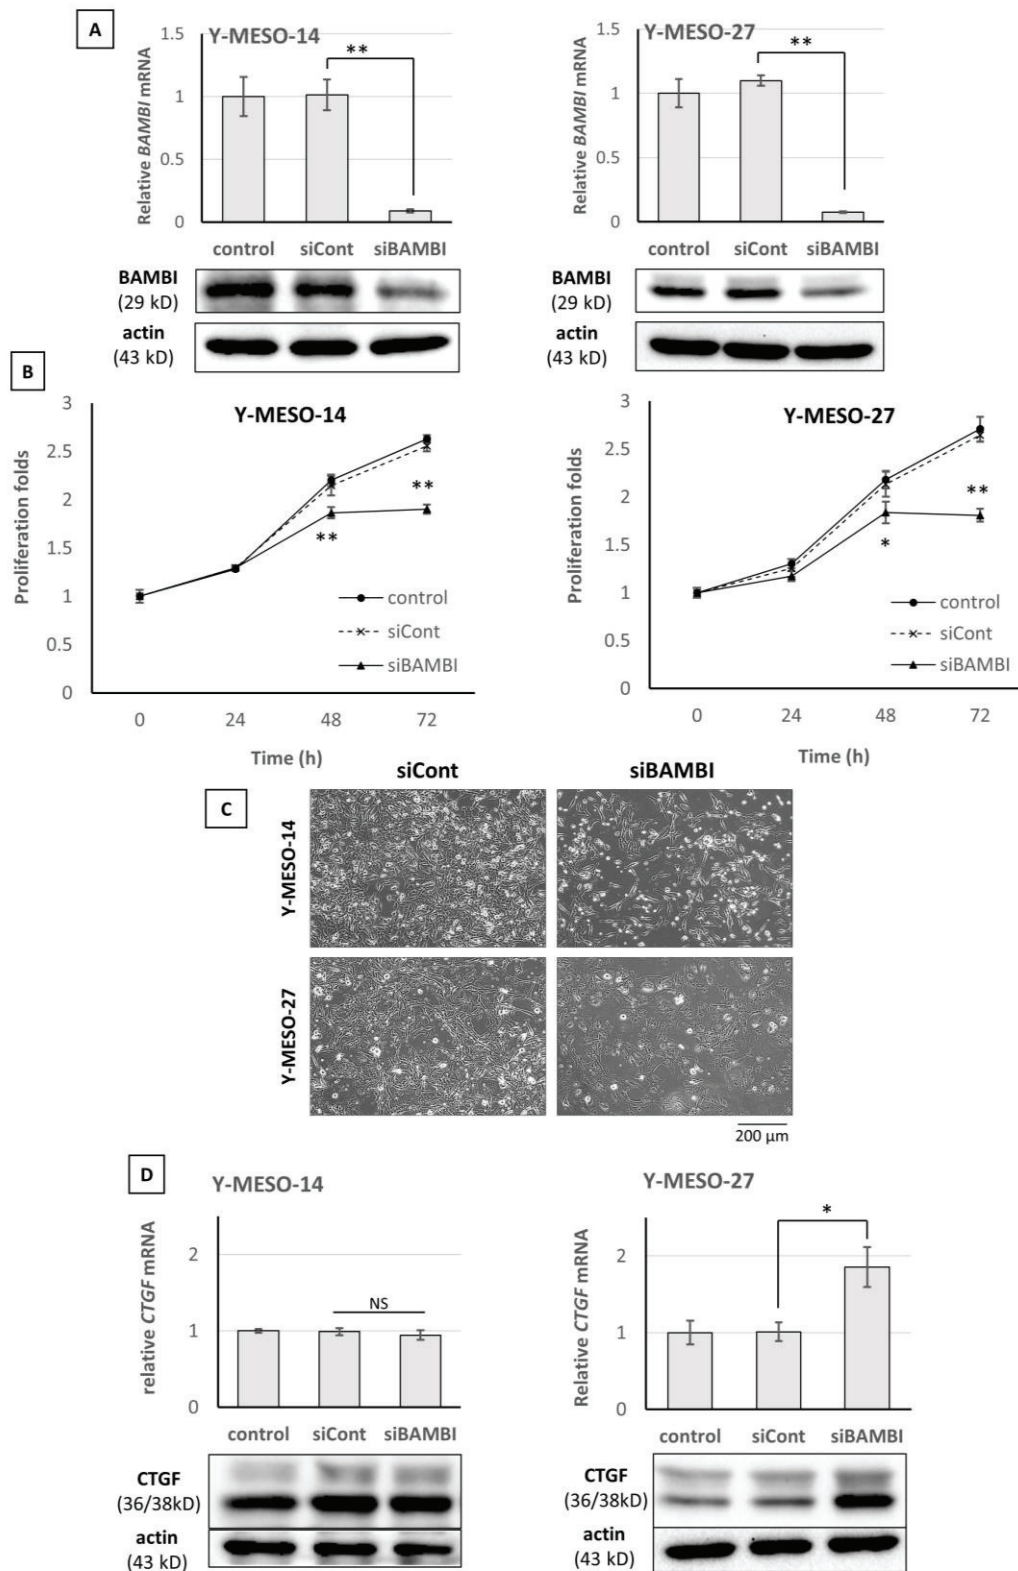 A
Y-MESO-14
Relative BAMBI mRNA
1.5
1
0.5
0
**
control siCont siBAMBI
BAMBI
(29 kD)
actin
(43 kD)
Y-MESO-27
Relative BAMBI mRNA
1.5
1
0.5
0
**
control siCont siBAMBI
BAMBI
(29 kD)
actin
(43 kD)
B
Y-MESO-14
Proliferation folds
3
2.5
2
1.5
1
0.5
0
**
**
control
siCont
siBAMBI
0 24 48 72
Time (h)
Y-MESO-27
Proliferation folds
3
2.5
2
1.5
1
0.5
0
**
*
control
siCont
siBAMBI
0 24 48 72
Time (h)
C
siCont siBAMBI
Y-MESO-14
Y-MESO-27
200 μm
D
Y-MESO-14
relative CTGF mRNA
2
1
0
NS
control siCont siBAMBI
CTGF
(36/38kD)
actin
(43 kD)
Y-MESO-27
Relative CTGF mRNA
2
1
0
*
control siCont siBAMBI
CTGF
(36/38kD)
actin
(43 kD)